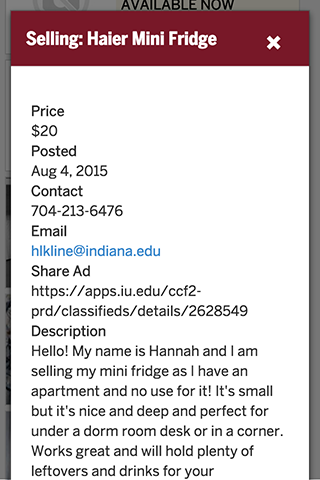 AVAILABLE NOW
Selling: Haier Mini Fridge ×
Price
$20
Posted
Aug 4, 2015
Contact
704-213-6476
Email
hlkline@indiana.edu
Share Ad
https://apps.iu.edu/ccf2-
prd/classifieds/details/2628549
Description
Hello! My name is Hannah and I am
selling my mini fridge as I have an
apartment and no use for it! It's small
but it's nice and deep and perfect for
under a dorm room desk or in a corner.
Works great and will hold plenty of
leftovers and drinks for your